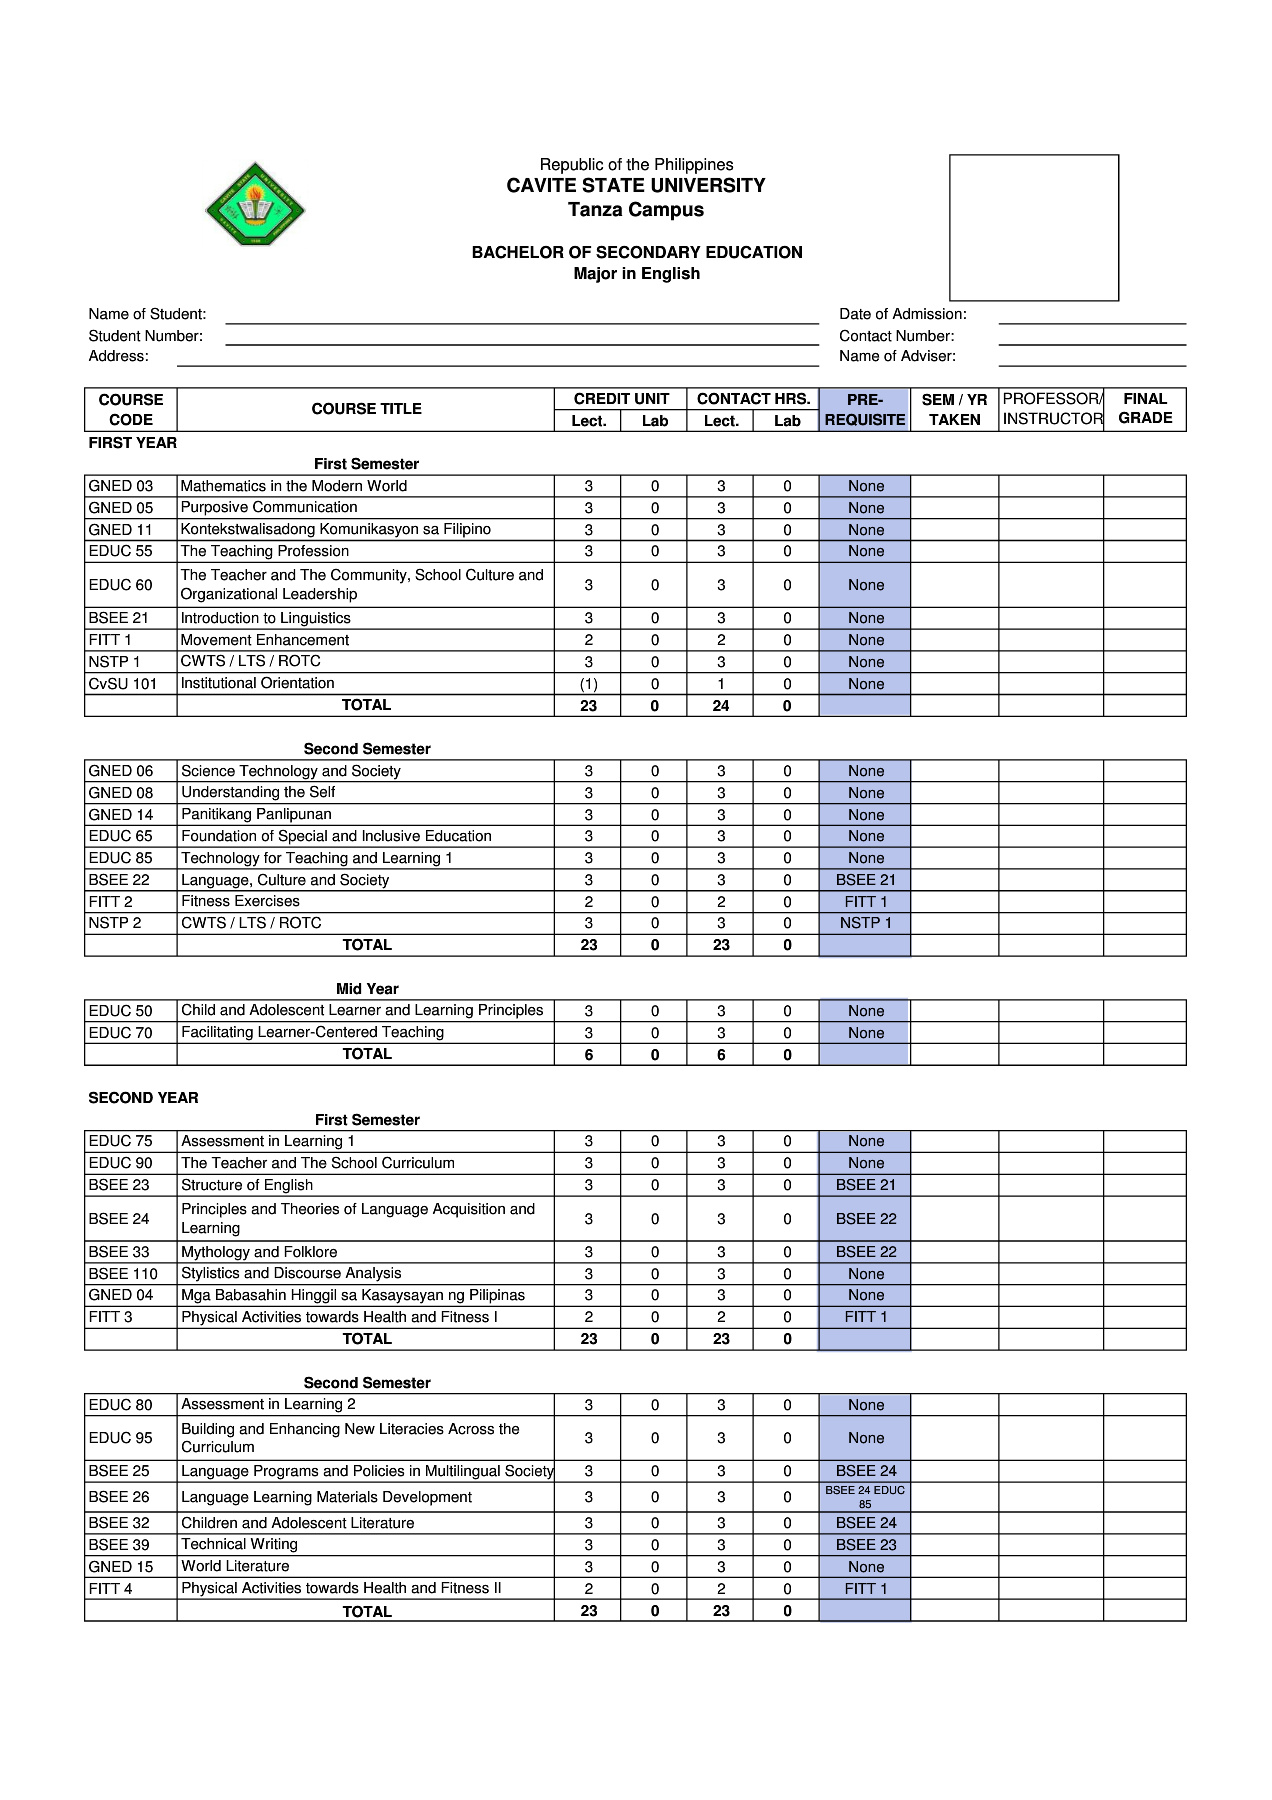 Republic of the Philippines
CAVITE STATE UNIVERSITY
Tanza Campus
BACHELOR OF SECONDARY EDUCATION
Major in English
Name of Student:
Date of Admission:
Student Number:
Contact Number:
Address:
Name of Adviser:
COURSE CODE COURSE TITLE CREDIT UNIT CONTACT HRS. PRE-REQUISITE SEM / YR TAKEN PROFESSOR/ INSTRUCTOR FINAL GRADE
Lect. Lab Lect. Lab
FIRST YEAR
First Semester
GNED 03 Mathematics in the Modern World 3 0 3 0 None
GNED 05 Purposive Communication 3 0 3 0 None
GNED 11 Kontekstwalisadong Komunikasyon sa Filipino 3 0 3 0 None
EDUC 55 The Teaching Profession 3 0 3 0 None
EDUC 60 The Teacher and The Community, School Culture and
Organizational Leadership 3 0 3 0 None
BSEE 21 Introduction to Linguistics 3 0 3 0 None
FITT 1 Movement Enhancement 2 0 2 0 None
NSTP 1 CWTS / LTS / ROTC 3 0 3 0 None
CvSU 101 Institutional Orientation (1) 0 1 0 None
TOTAL 23 0 24 0
Second Semester
GNED 06 Science Technology and Society 3 0 3 0 None
GNED 08 Understanding the Self 3 0 3 0 None
GNED 14 Panitikang Panlipunan 3 0 3 0 None
EDUC 65 Foundation of Special and Inclusive Education 3 0 3 0 None
EDUC 85 Technology for Teaching and Learning 1 3 0 3 0 None
BSEE 22 Language, Culture and Society 3 0 3 0 BSEE 21
FITT 2 Fitness Exercises 2 0 2 0 FITT 1
NSTP 2 CWTS / LTS / ROTC 3 0 3 0 NSTP 1
TOTAL 23 0 23 0
Mid Year
EDUC 50 Child and Adolescent Learner and Learning Principles 3 0 3 0 None
EDUC 70 Facilitating Learner-Centered Teaching 3 0 3 0 None
TOTAL 6 0 6 0
SECOND YEAR
First Semester
EDUC 75 Assessment in Learning 1 3 0 3 0 None
EDUC 90 The Teacher and The School Curriculum 3 0 3 0 None
BSEE 23 Structure of English 3 0 3 0 BSEE 21
BSEE 24 Principles and Theories of Language Acquisition and
Learning 3 0 3 0 BSEE 22
BSEE 33 Mythology and Folklore 3 0 3 0 BSEE 22
BSEE 110 Stylistics and Discourse Analysis 3 0 3 0 None
GNED 04 Mga Babasahin Hinggil sa Kasaysayan ng Pilipinas 3 0 3 0 None
FITT 3 Physical Activities towards Health and Fitness I 2 0 2 0 FITT 1
TOTAL 23 0 23 0
Second Semester
EDUC 80 Assessment in Learning 2 3 0 3 0 None
EDUC 95 Building and Enhancing New Literacies Across the
Curriculum 3 0 3 0 None
BSEE 25 Language Programs and Policies in Multilingual Society 3 0 3 0 BSEE 24
BSEE 26 Language Learning Materials Development 3 0 3 0 BSEE 24 EDUC 85
BSEE 32 Children and Adolescent Literature 3 0 3 0 BSEE 24
BSEE 39 Technical Writing 3 0 3 0 BSEE 23
GNED 15 World Literature 3 0 3 0 None
FITT 4 Physical Activities towards Health and Fitness II 2 0 2 0 FITT 1
TOTAL 23 0 23 0